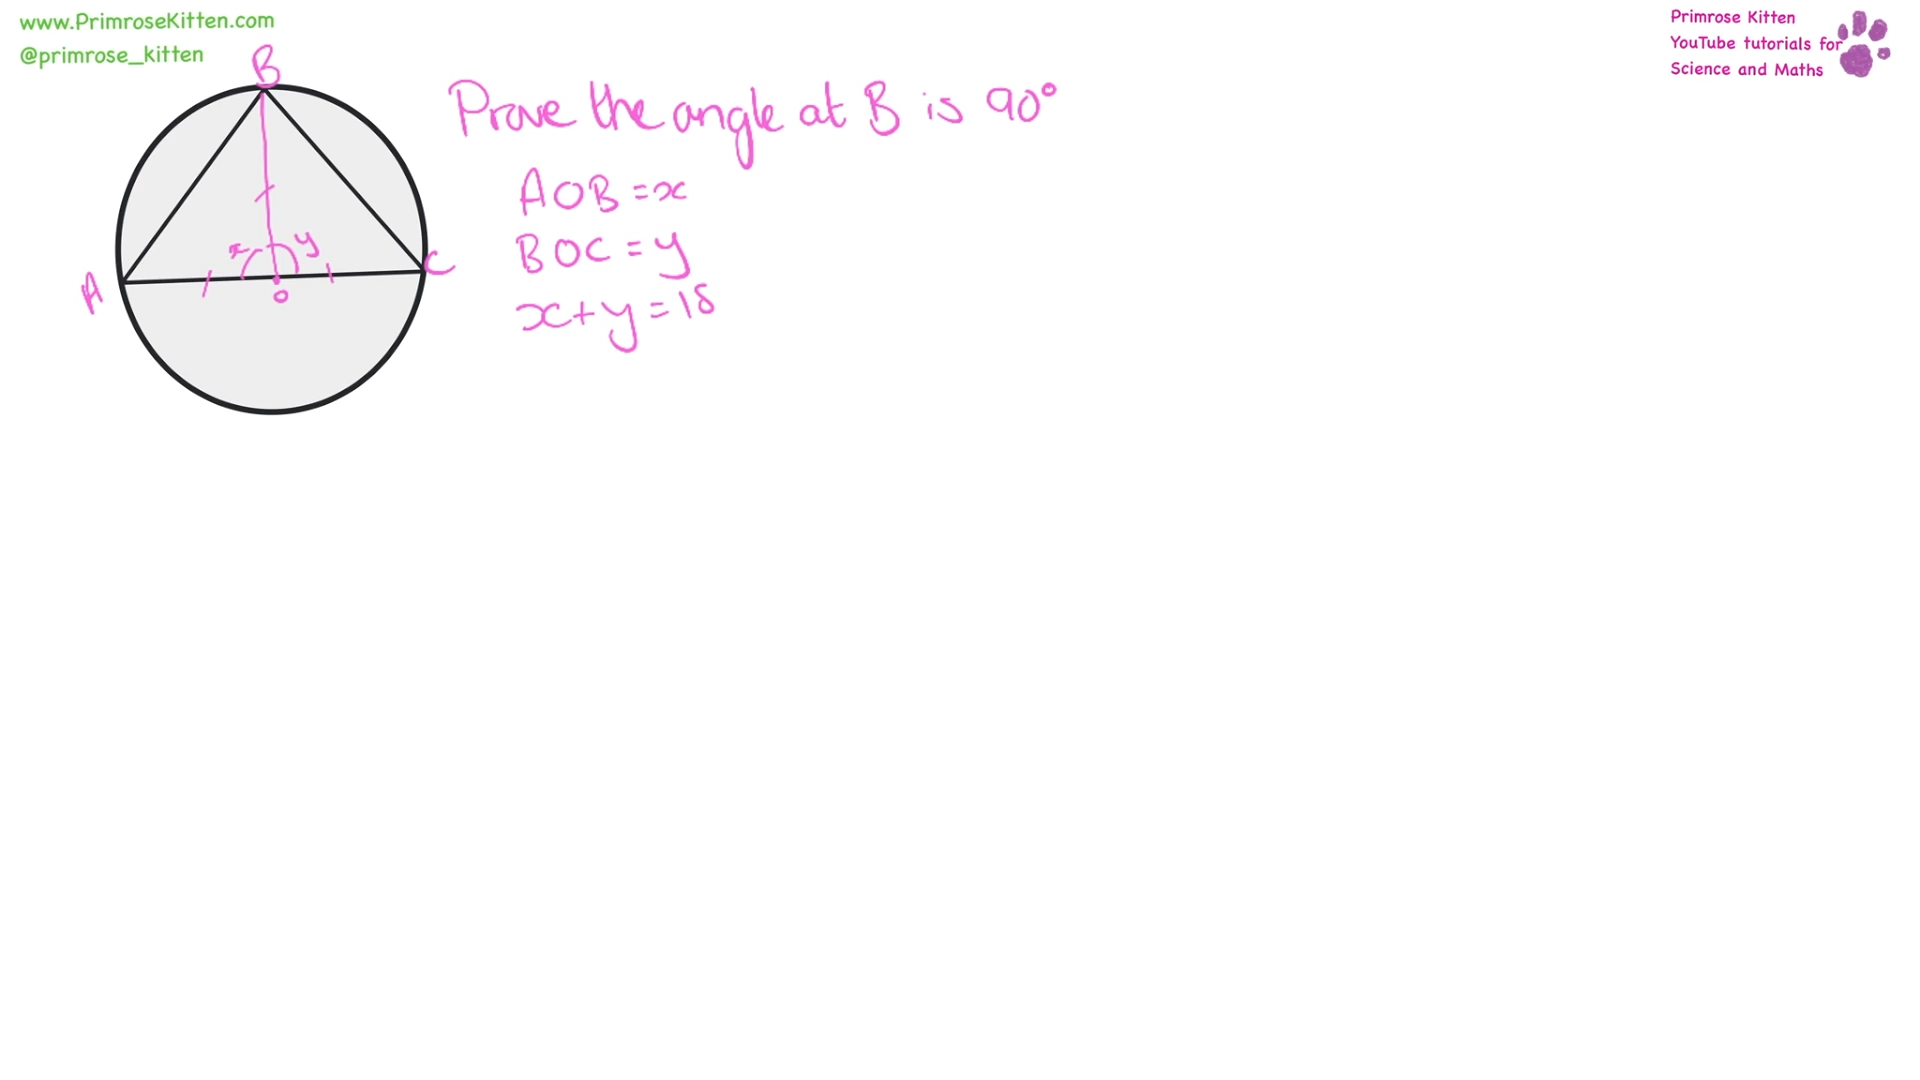 www.PrimroseKitten.com
@primrose_kitten
Primrose Kitten
YouTube tutorials for
Science and Maths
B
Prove the angle at B is 90°
AOB = x
BOC = y
x + y = 18
x
y
A
C
O